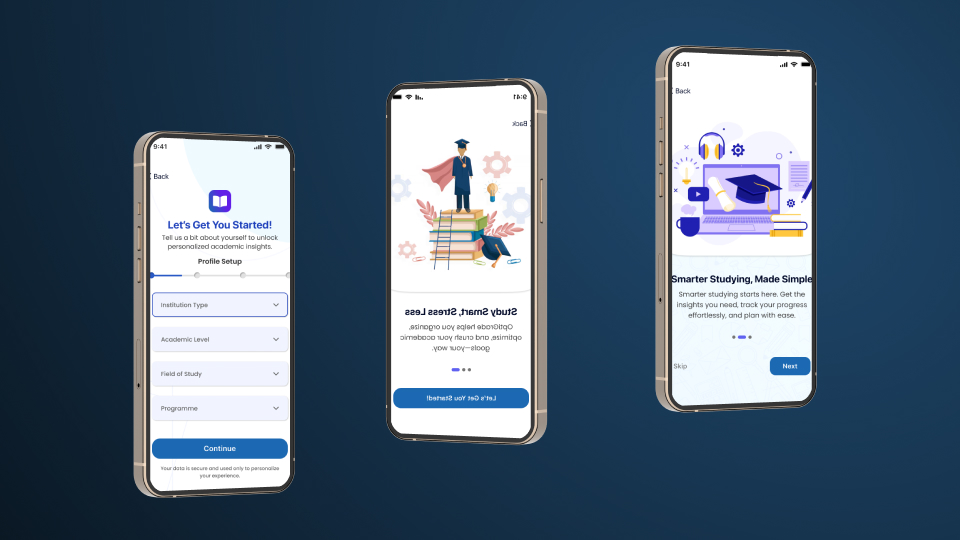 9:41
Back
Let's Get You Started!
Tell us a bit about yourself to unlock
personalized academic insights.
Profile Setup
Institution Type
Academic Level
Field of Study
Programme
Continue
Your data is secure and used only to personalize
your experience.
9:41
Back
Study Smart, Stress Less
OptiGrade helps you organize,
optimize, and crush your academic
goals—your way.
Let's Get You Started!
9:41
Back
Smarter Studying, Made Simple
Smarter studying starts here. Get the
insights you need, track your progress
effortlessly, and plan with ease.
Skip
Next